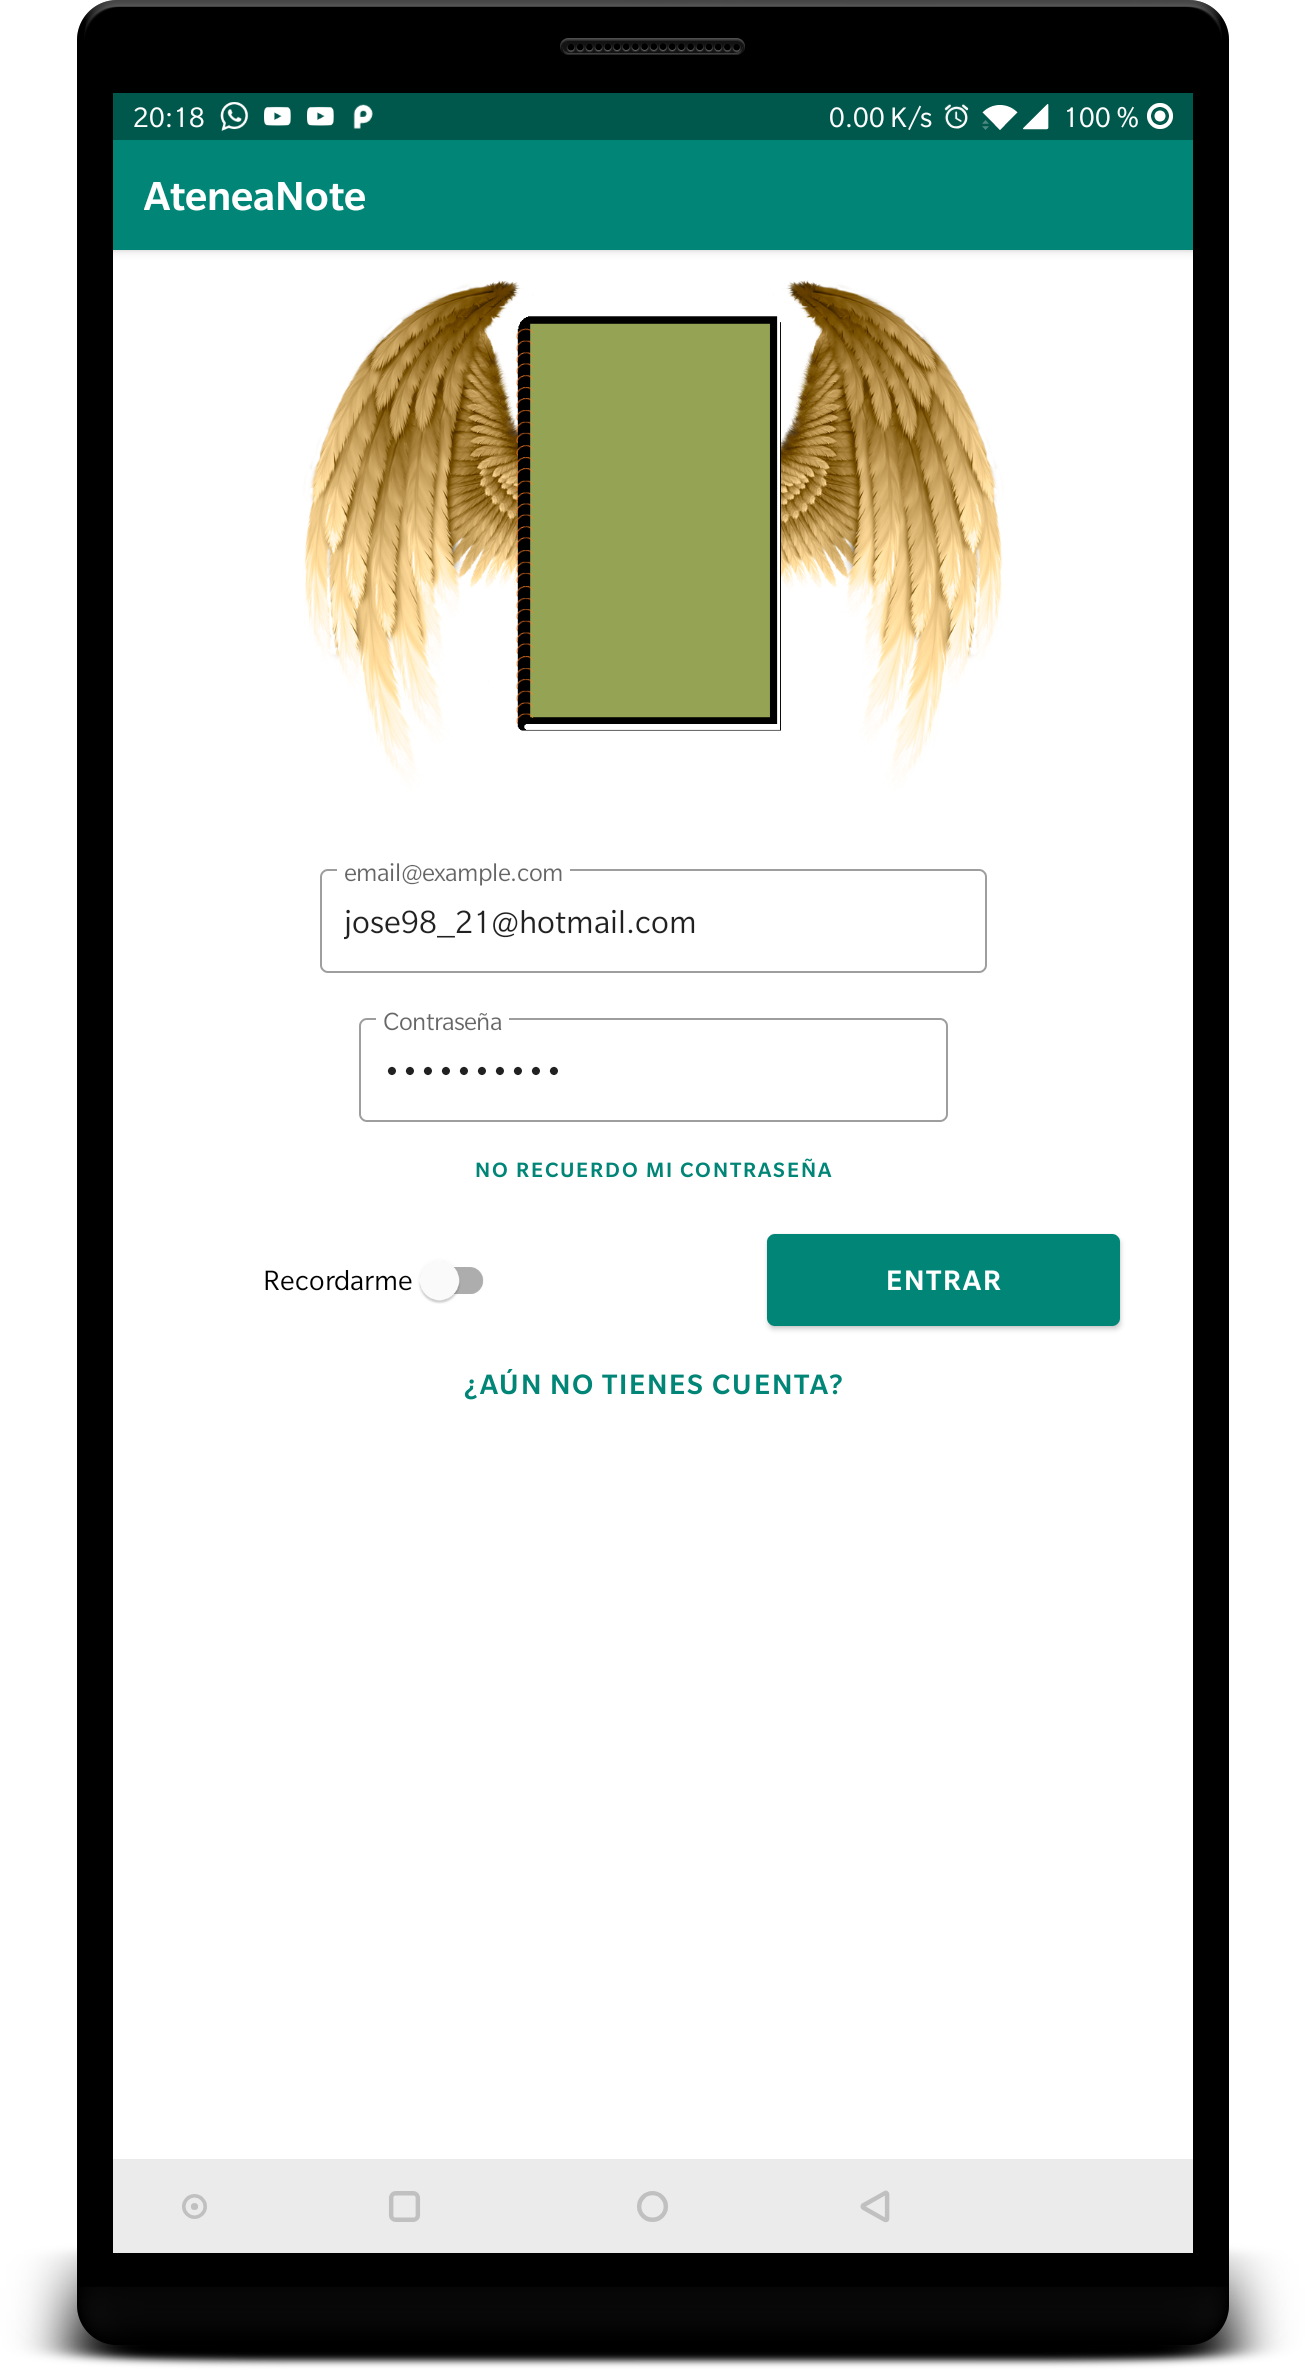 20:18 0.00 K/s 100 %
AteneaNote
email@example.com
jose98_21@hotmail.com
Contraseña
••••••••••
NO RECUERDO MI CONTRASEÑA
Recordarme ENTRAR
¿AÚN NO TIENES CUENTA?